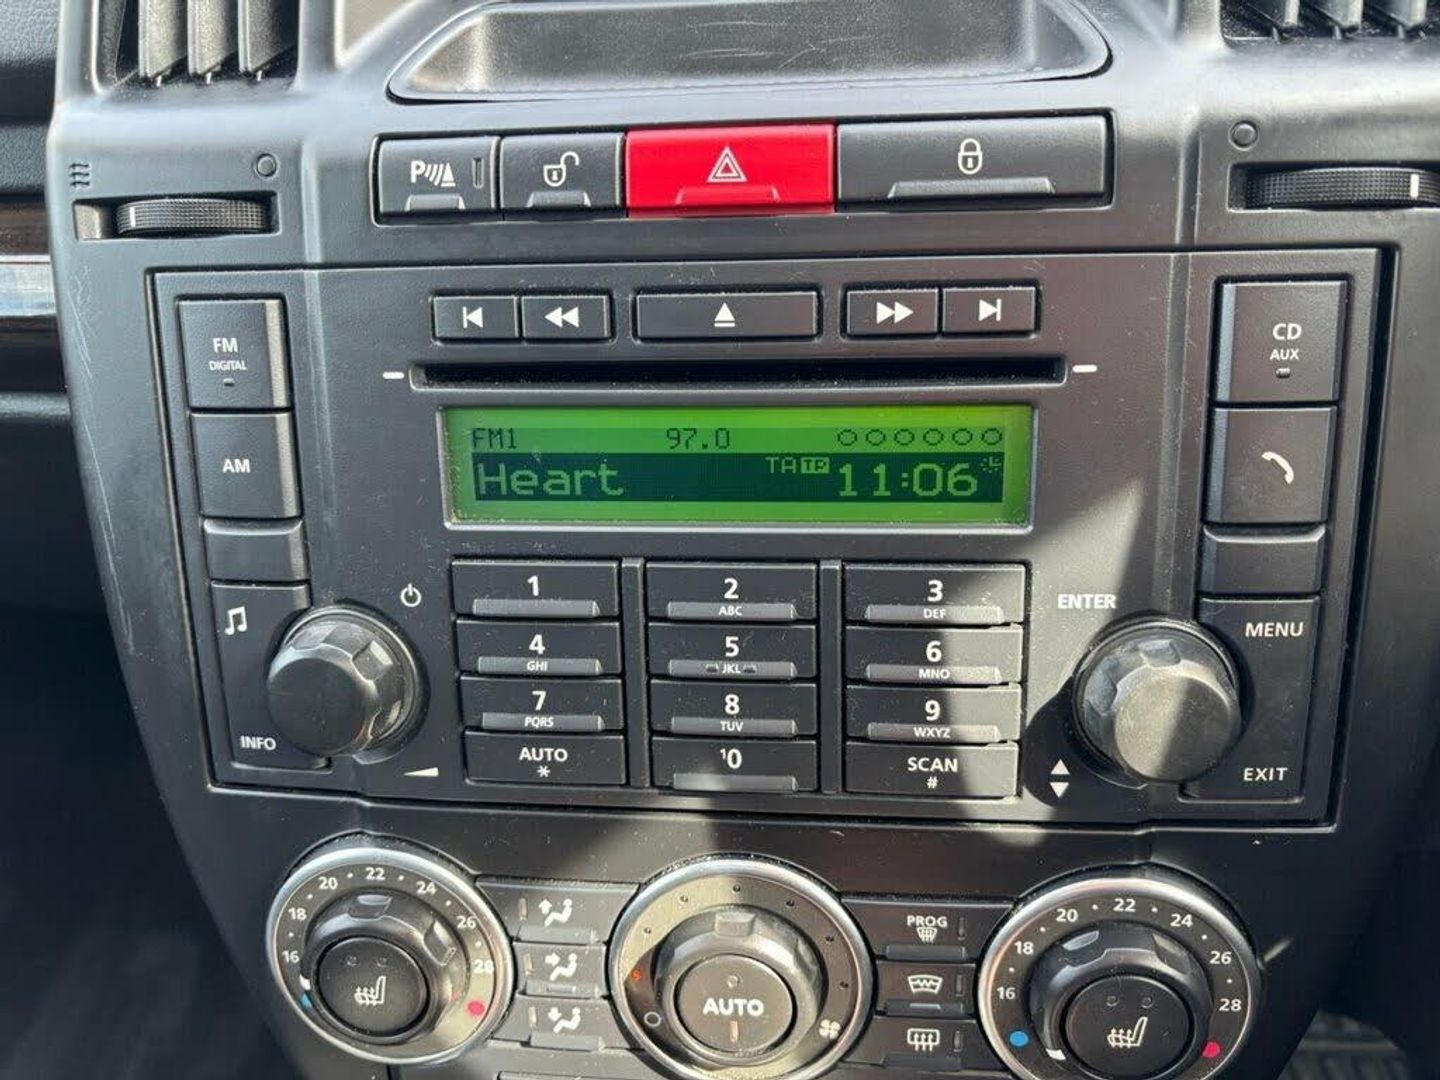 P
FM
DIGITAL
AM
CD
AUX
FM1 97.0
Heart TA TP 11:06
1
2
ABC
3
DEF
4
GHI
5
JKL
6
MNO
7
PQRS
8
TUV
9
WXYZ
AUTO
*
10
SCAN
#
INFO
ENTER
MENU
EXIT
16 18 20 22 24 26 28
AUTO
PROG
16 18 20 22 24 26 28